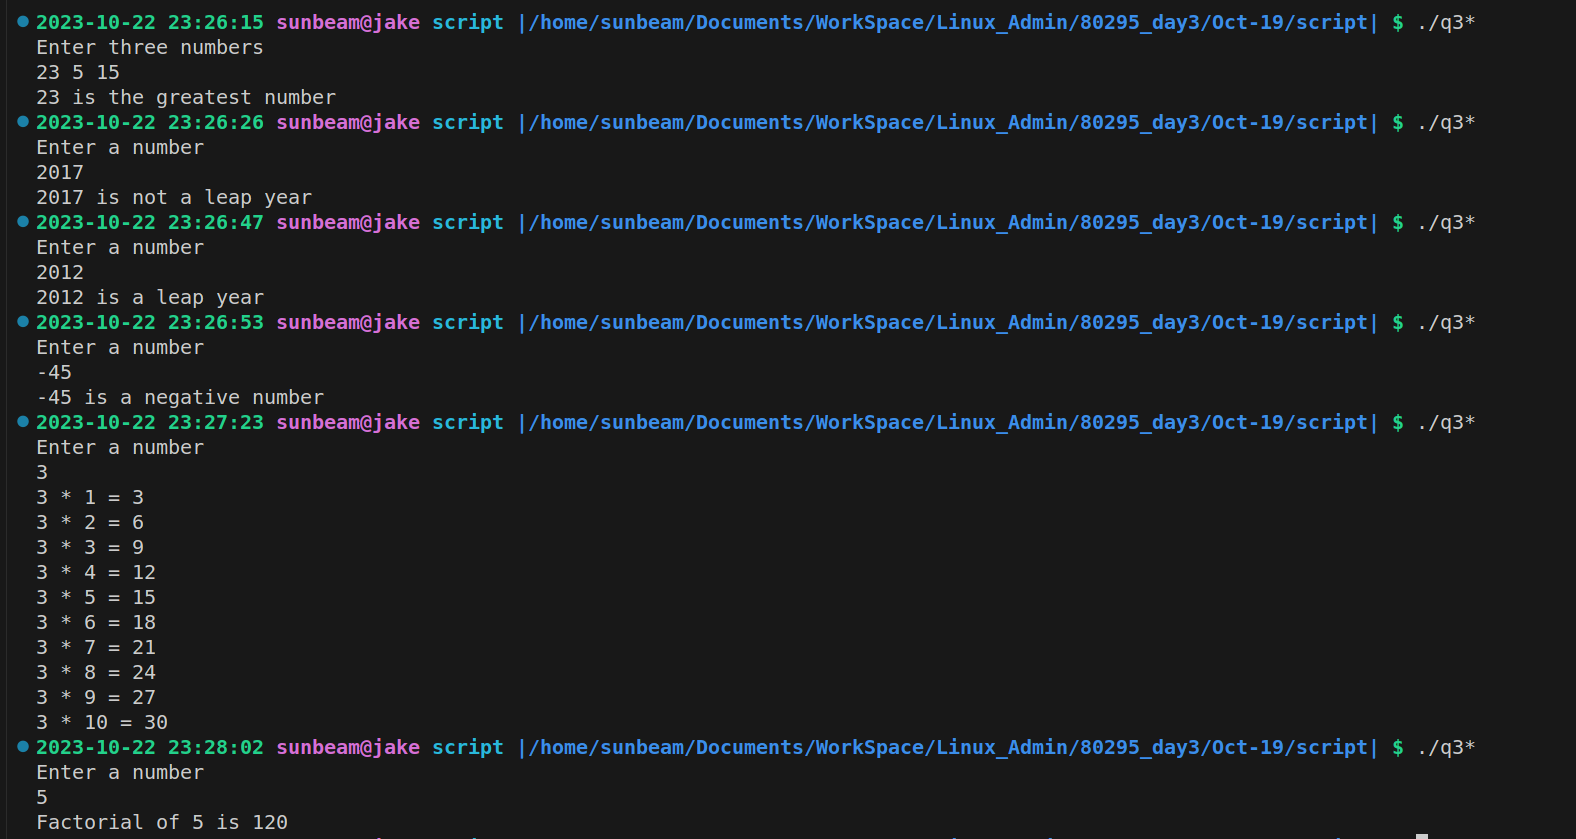 2023-10-22 23:26:15 sunbeam@jake script |/home/sunbeam/Documents/WorkSpace/Linux_Admin/80295_day3/Oct-19/script| $ ./q3*
Enter three numbers
23 5 15
23 is the greatest number
2023-10-22 23:26:26 sunbeam@jake script |/home/sunbeam/Documents/WorkSpace/Linux_Admin/80295_day3/Oct-19/script| $ ./q3*
Enter a number
2017
2017 is not a leap year
2023-10-22 23:26:47 sunbeam@jake script |/home/sunbeam/Documents/WorkSpace/Linux_Admin/80295_day3/Oct-19/script| $ ./q3*
Enter a number
2012
2012 is a leap year
2023-10-22 23:26:53 sunbeam@jake script |/home/sunbeam/Documents/WorkSpace/Linux_Admin/80295_day3/Oct-19/script| $ ./q3*
Enter a number
-45
-45 is a negative number
2023-10-22 23:27:23 sunbeam@jake script |/home/sunbeam/Documents/WorkSpace/Linux_Admin/80295_day3/Oct-19/script| $ ./q3*
Enter a number
3
3 * 1 = 3
3 * 2 = 6
3 * 3 = 9
3 * 4 = 12
3 * 5 = 15
3 * 6 = 18
3 * 7 = 21
3 * 8 = 24
3 * 9 = 27
3 * 10 = 30
2023-10-22 23:28:02 sunbeam@jake script |/home/sunbeam/Documents/WorkSpace/Linux_Admin/80295_day3/Oct-19/script| $ ./q3*
Enter a number
5
Factorial of 5 is 120